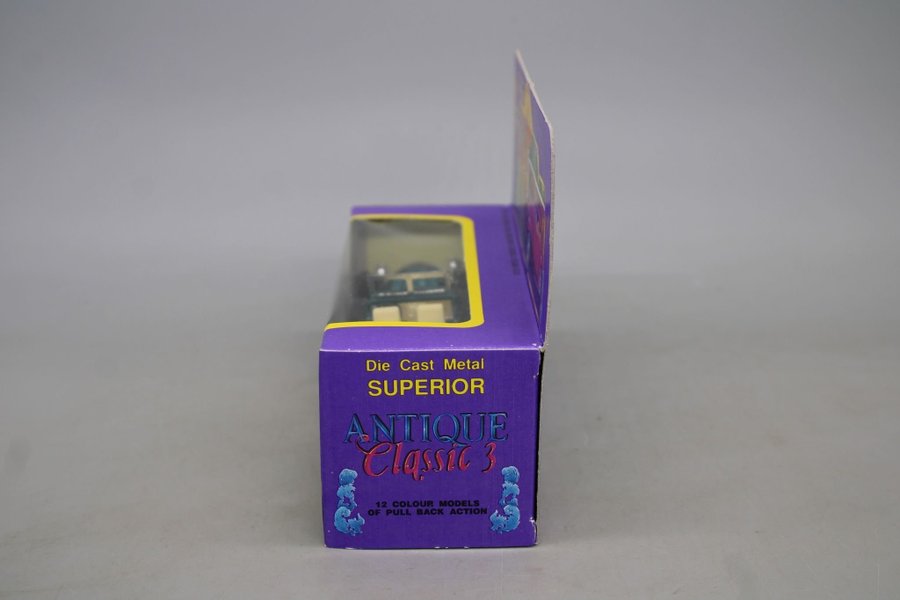 Die Cast Metal
SUPERIOR
ANTIQUE
Classic 3
12 COLOUR MODELS
OF PULL BACK ACTION